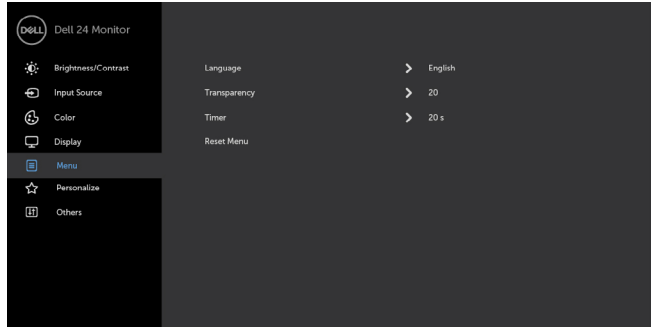 DELL Dell 24 Monitor
Brightness/Contrast
Input Source
Color
Display
Menu
Personalize
Others
Language English
Transparency 20
Timer 20 s
Reset Menu